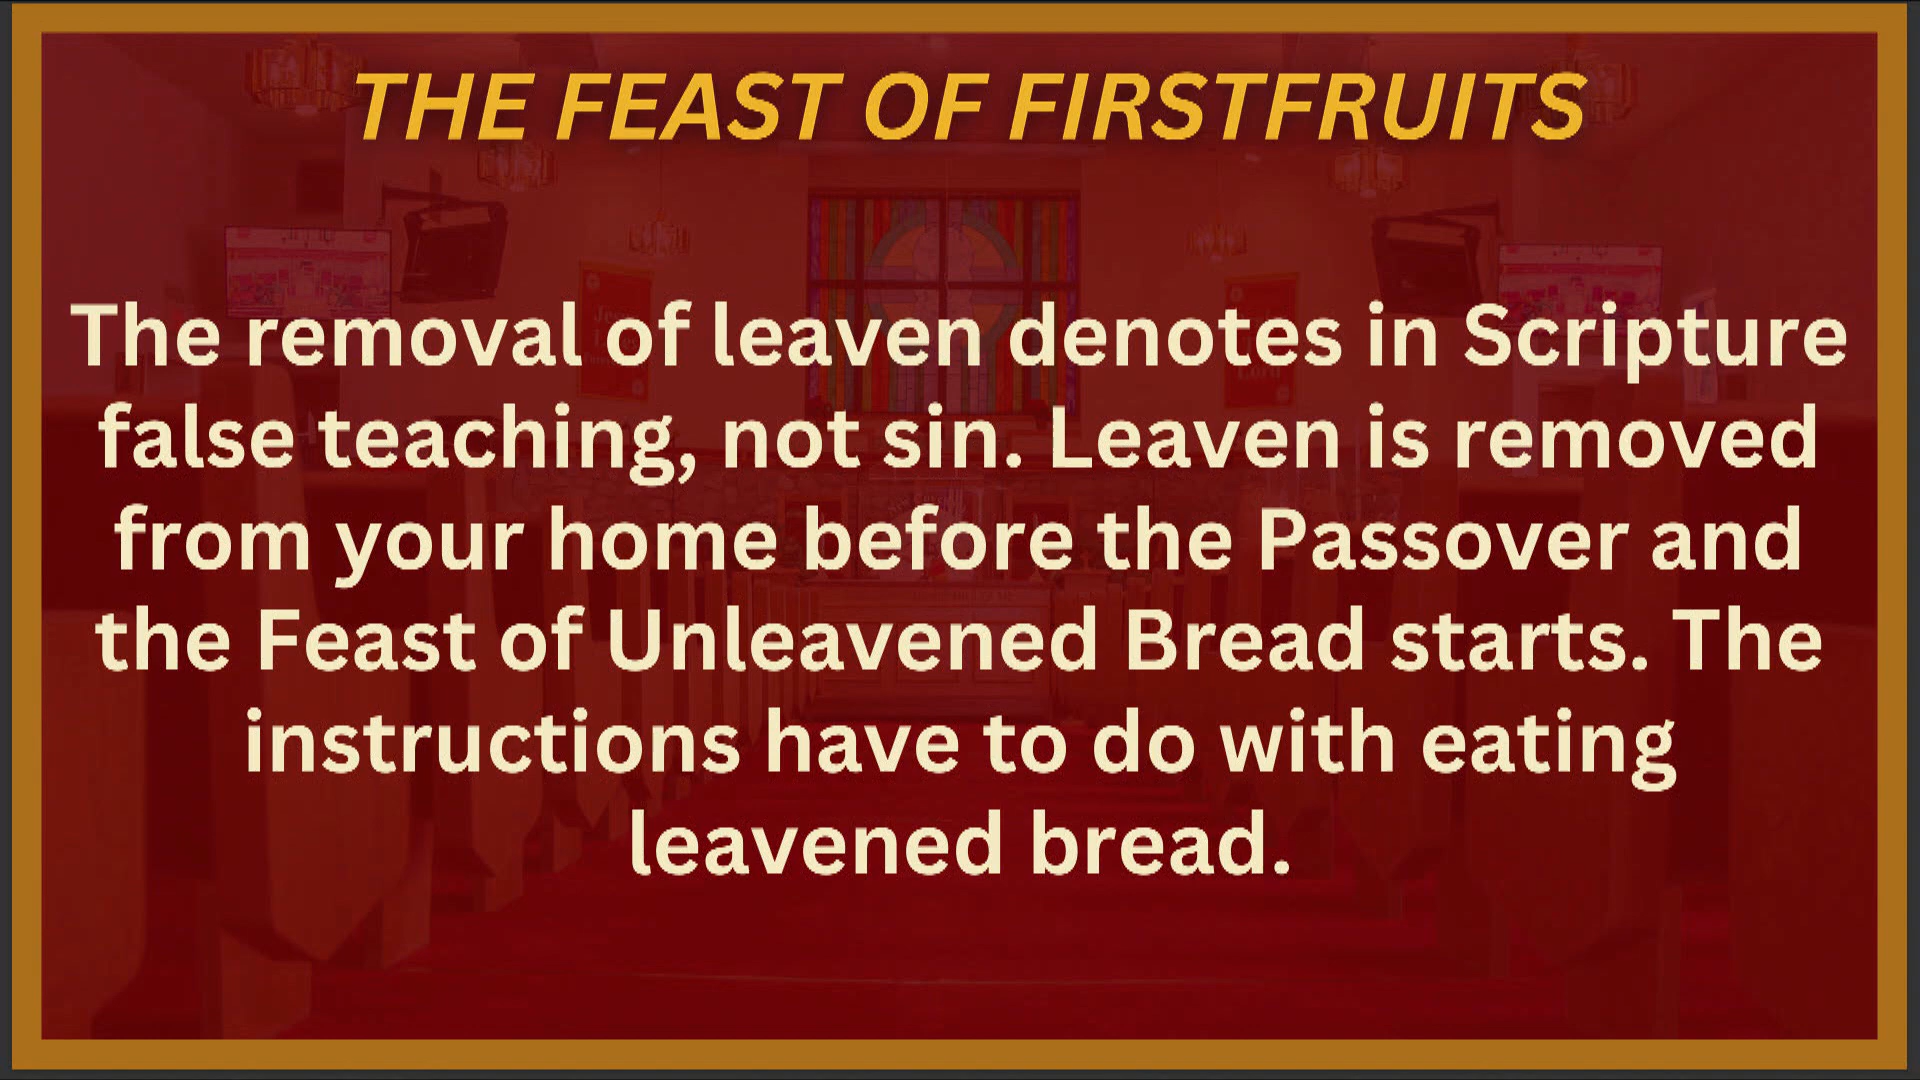 THE FEAST OF FIRSTFRUITS
The removal of leaven denotes in Scripture
false teaching, not sin. Leaven is removed
from your home before the Passover and
the Feast of Unleavened Bread starts. The
instructions have to do with eating
leavened bread.